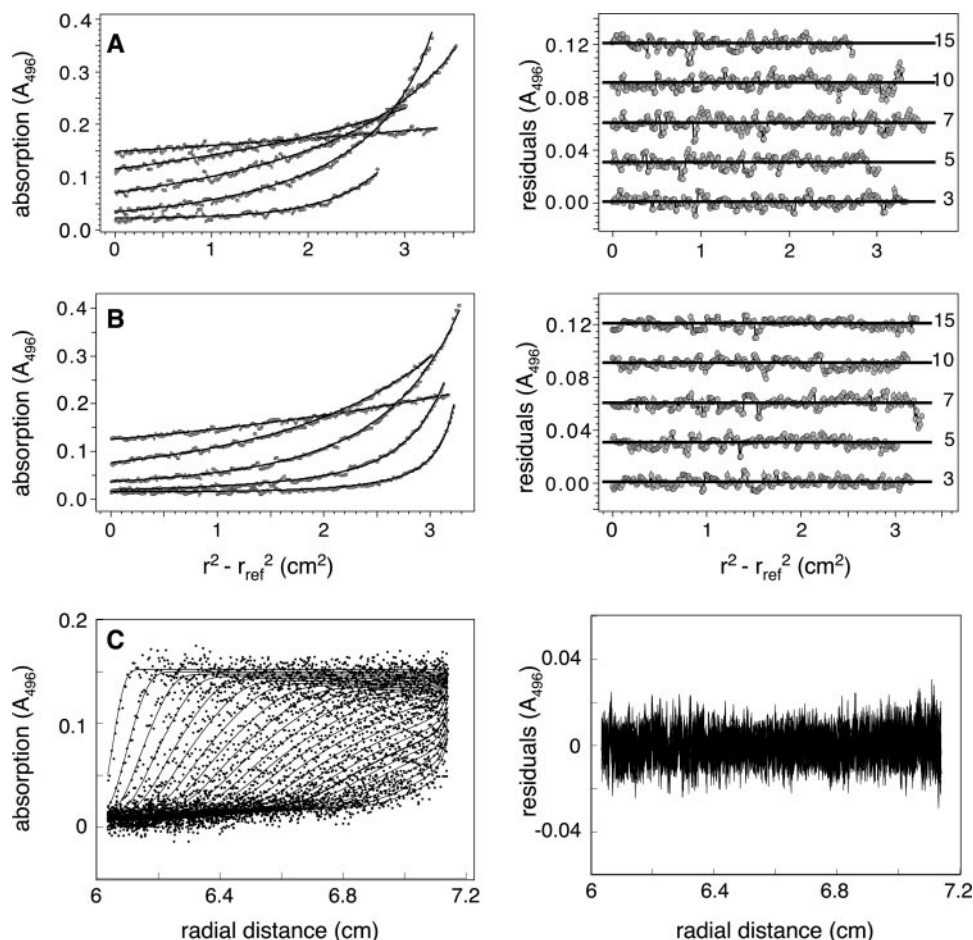 A
absorption (A496)
0.4
0.3
0.2
0.1
0.0
0 1 2 3
residuals (A496)
0.12
0.08
0.04
0.00
15
10
7
5
3
0 1 2 3
B
absorption (A496)
0.4
0.3
0.2
0.1
0.0
0 1 2 3
r2 - rref2 (cm2)
residuals (A496)
0.12
0.08
0.04
0.00
15
10
7
5
3
0 1 2 3
r2 - rref2 (cm2)
C
absorption (A496)
0.2
0.1
0
6 6.4 6.8 7.2
radial distance (cm)
residuals (A496)
0.04
0
-0.04
6 6.4 6.8 7.2
radial distance (cm)